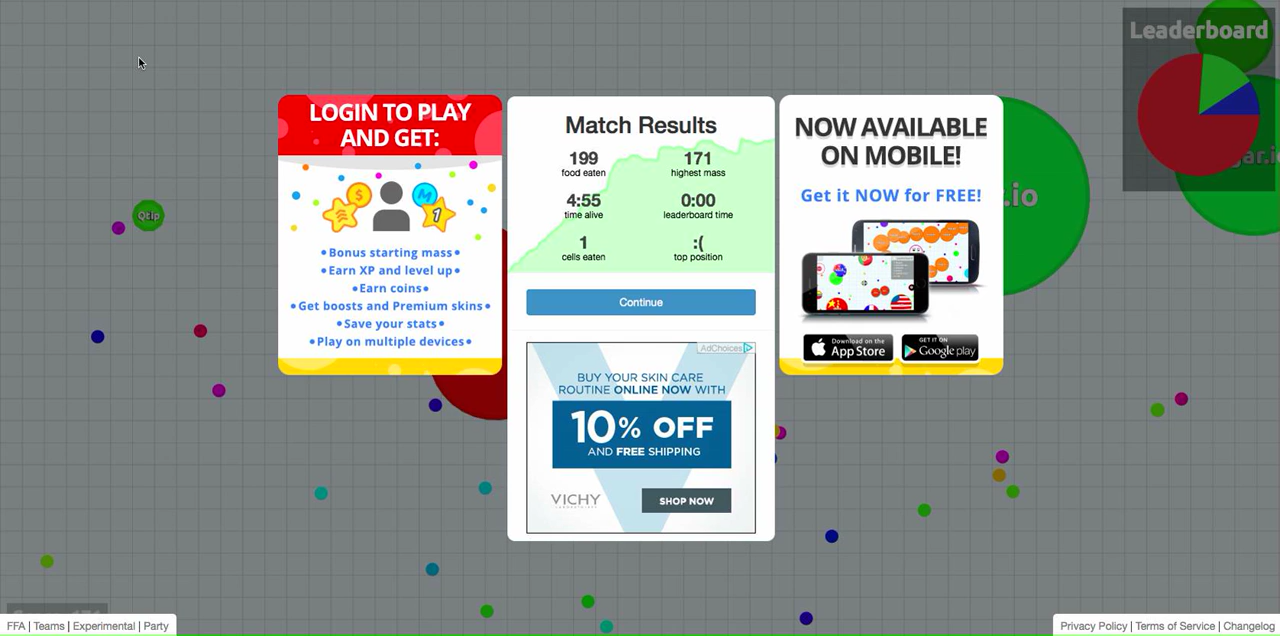 Leaderboard
LOGIN TO PLAY
AND GET:
•Bonus starting mass•
•Earn XP and level up•
•Earn coins•
•Get boosts and Premium skins•
•Save your stats•
•Play on multiple devices•
Match Results
199
food eaten
171
highest mass
4:55
time alive
0:00
leaderboard time
1
cells eaten
:(
top position
Continue
AdChoices
BUY YOUR SKIN CARE
ROUTINE ONLINE NOW WITH
10% OFF
AND FREE SHIPPING
VICHY
LABORATOIRES
SHOP NOW
NOW AVAILABLE
ON MOBILE!
Get it NOW for FREE!
Download on the
App Store
GET IT ON
Google play
Qtip
.io
gar.io
FFA | Teams | Experimental | Party
Privacy Policy | Terms of Service | Changelog